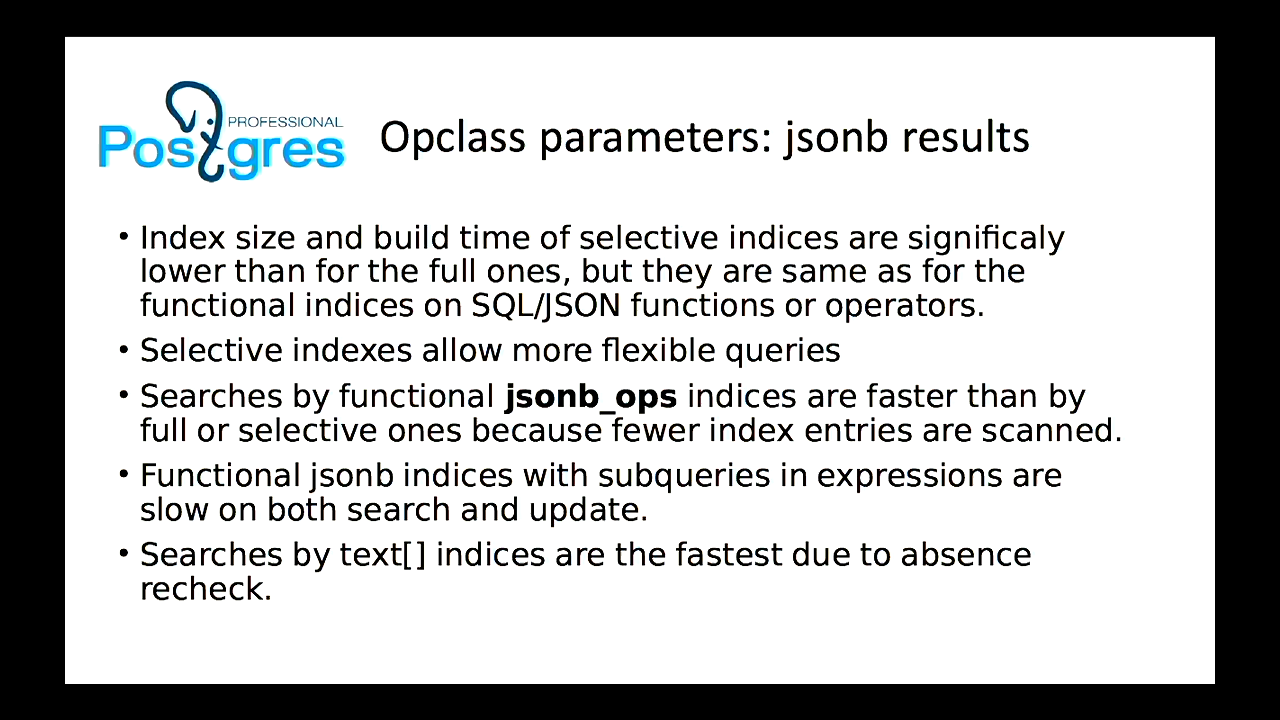 PROFESSIONAL
Postgres
Opclass parameters: jsonb results
• Index size and build time of selective indices are significaly
lower than for the full ones, but they are same as for the
functional indices on SQL/JSON functions or operators.
• Selective indexes allow more flexible queries
• Searches by functional jsonb_ops indices are faster than by
full or selective ones because fewer index entries are scanned.
• Functional jsonb indices with subqueries in expressions are
slow on both search and update.
• Searches by text[] indices are the fastest due to absence
recheck.